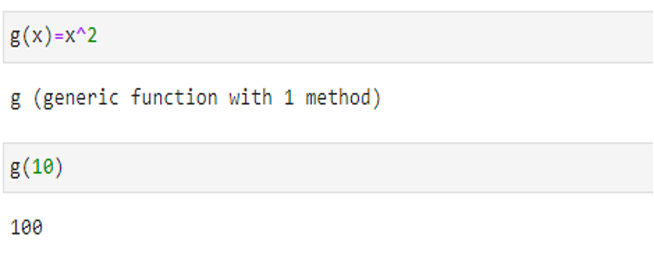 g(x)=x^2
g (generic function with 1 method)
g(10)
100